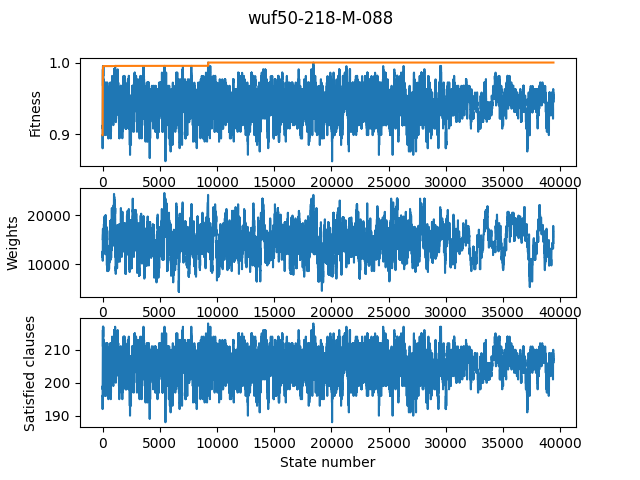 wuf50-218-M-088
1.0
0.9
Fitness
0 5000 10000 15000 20000 25000 30000 35000 40000
20000
10000
Weights
0 5000 10000 15000 20000 25000 30000 35000 40000
210
200
190
Satisfied clauses
0 5000 10000 15000 20000 25000 30000 35000 40000
State number